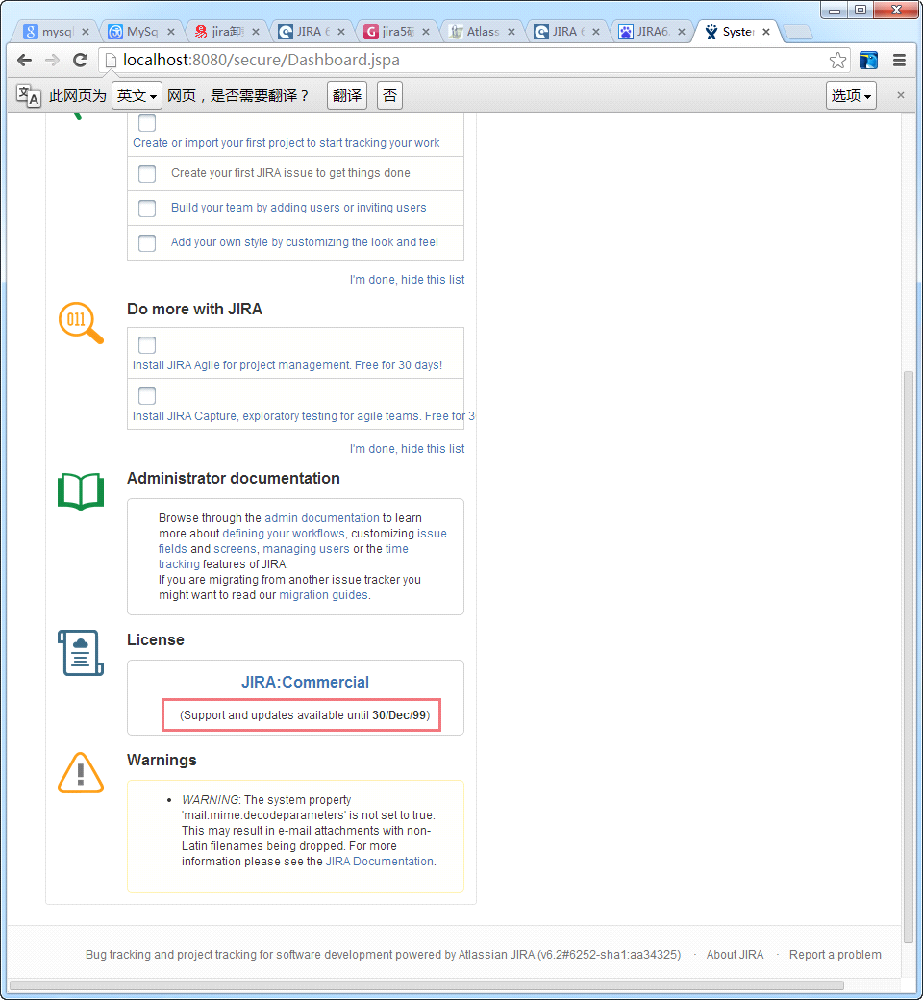 mysql
MySq
jira卸
JIRA 6
jira5破
Atlass
JIRA 6
JIRA6.
Syste
localhost:8080/secure/Dashboard.jspa
此网页为 英文 网页，是否需要翻译？ 翻译 否 选项
Create or import your first project to start tracking your work
Create your first JIRA issue to get things done
Build your team by adding users or inviting users
Add your own style by customizing the look and feel
I'm done, hide this list
Do more with JIRA
Install JIRA Agile for project management. Free for 30 days!
Install JIRA Capture, exploratory testing for agile teams. Free for 3
I'm done, hide this list
Administrator documentation
Browse through the admin documentation to learn
more about defining your workflows, customizing issue
fields and screens, managing users or the time
tracking features of JIRA.
If you are migrating from another issue tracker you
might want to read our migration guides.
License
JIRA:Commercial
(Support and updates available until 30/Dec/99)
Warnings
WARNING: The system property
'mail.mime.decodeparameters' is not set to true.
This may result in e-mail attachments with non-
Latin filenames being dropped. For more
information please see the JIRA Documentation.
Bug tracking and project tracking for software development powered by Atlassian JIRA (v6.2#6252-sha1:aa34325) · About JIRA · Report a problem